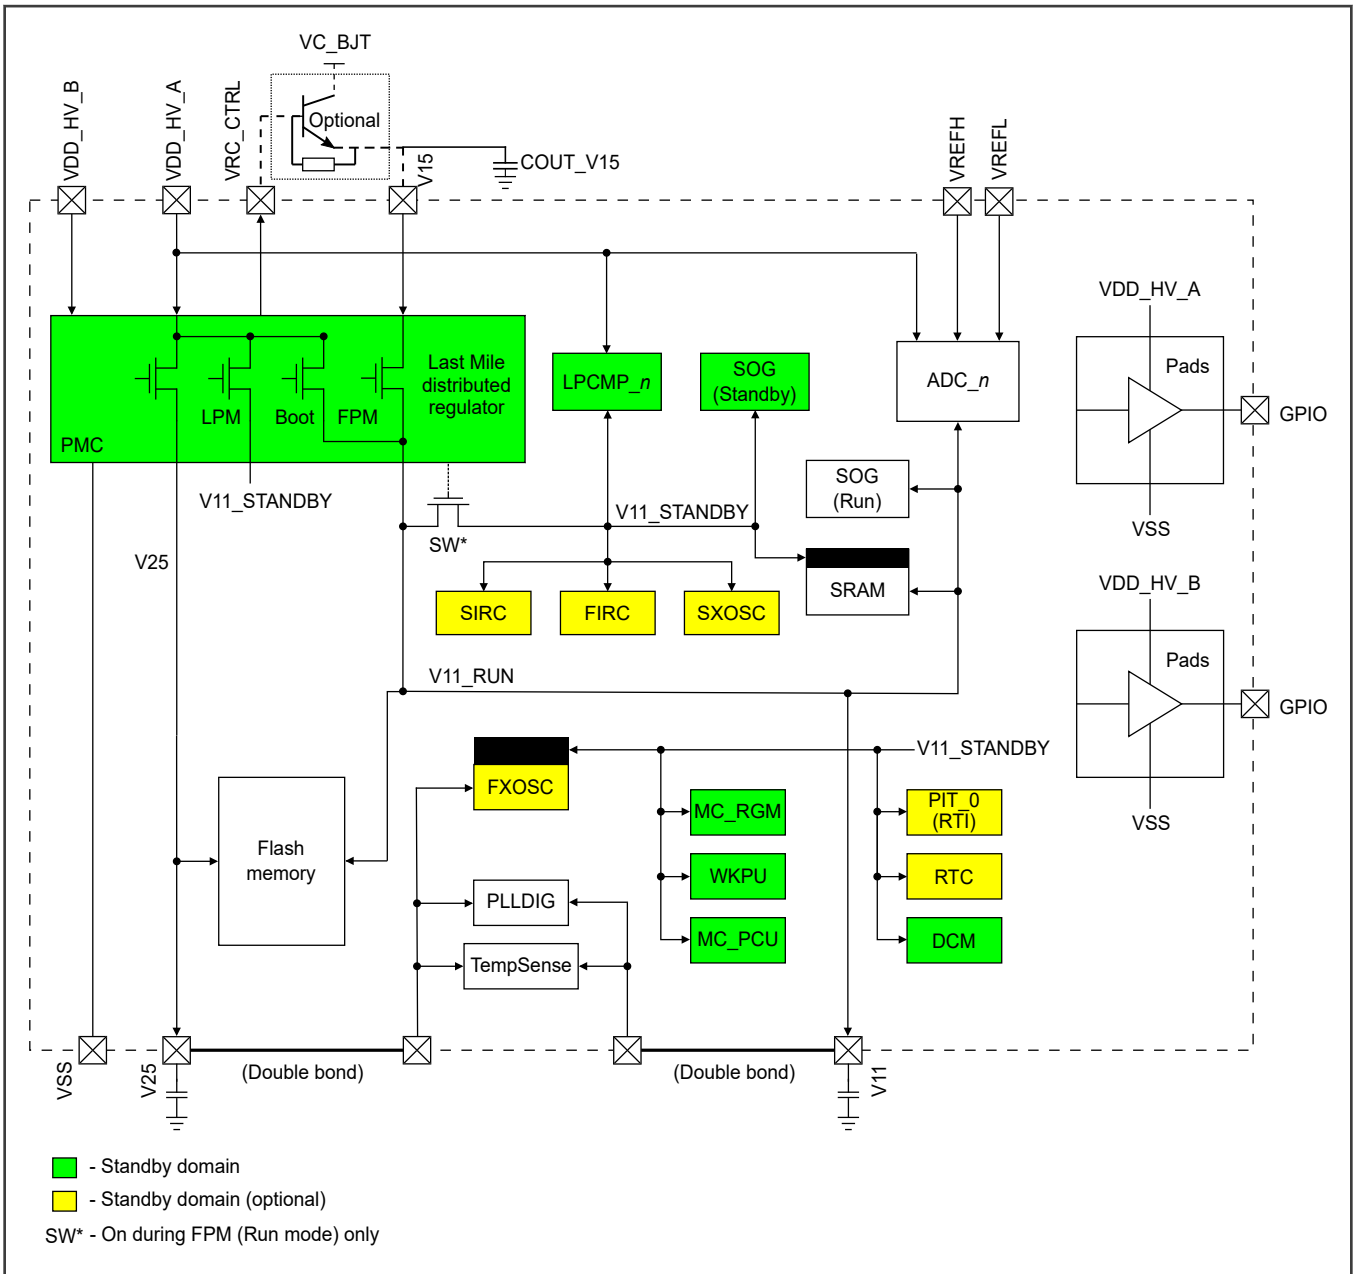 VC_BJT
VDD_HV_B
VDD_HV_A
VRC_CTRL
Optional
V15
COUT_V15
VREFH
VREFL
VDD_HV_A
Pads
GPIO
VSS
Last Mile
distributed
regulator
LPM
Boot
FPM
PMC
LPCMP_n
SOG
(Standby)
ADC_n
V11_STANDBY
SW*
V11_STANDBY
SOG
(Run)
V25
SRAM
SIRC
FIRC
SXOSC
VDD_HV_B
Pads
GPIO
VSS
V11_RUN
V11_STANDBY
FXOSC
MC_RGM
PIT_0
(RTI)
Flash
memory
WKPU
RTC
PLLDIG
MC_PCU
DCM
TempSense
VSS
V25
(Double bond)
(Double bond)
V11
- Standby domain
- Standby domain (optional)
SW* - On during FPM (Run mode) only